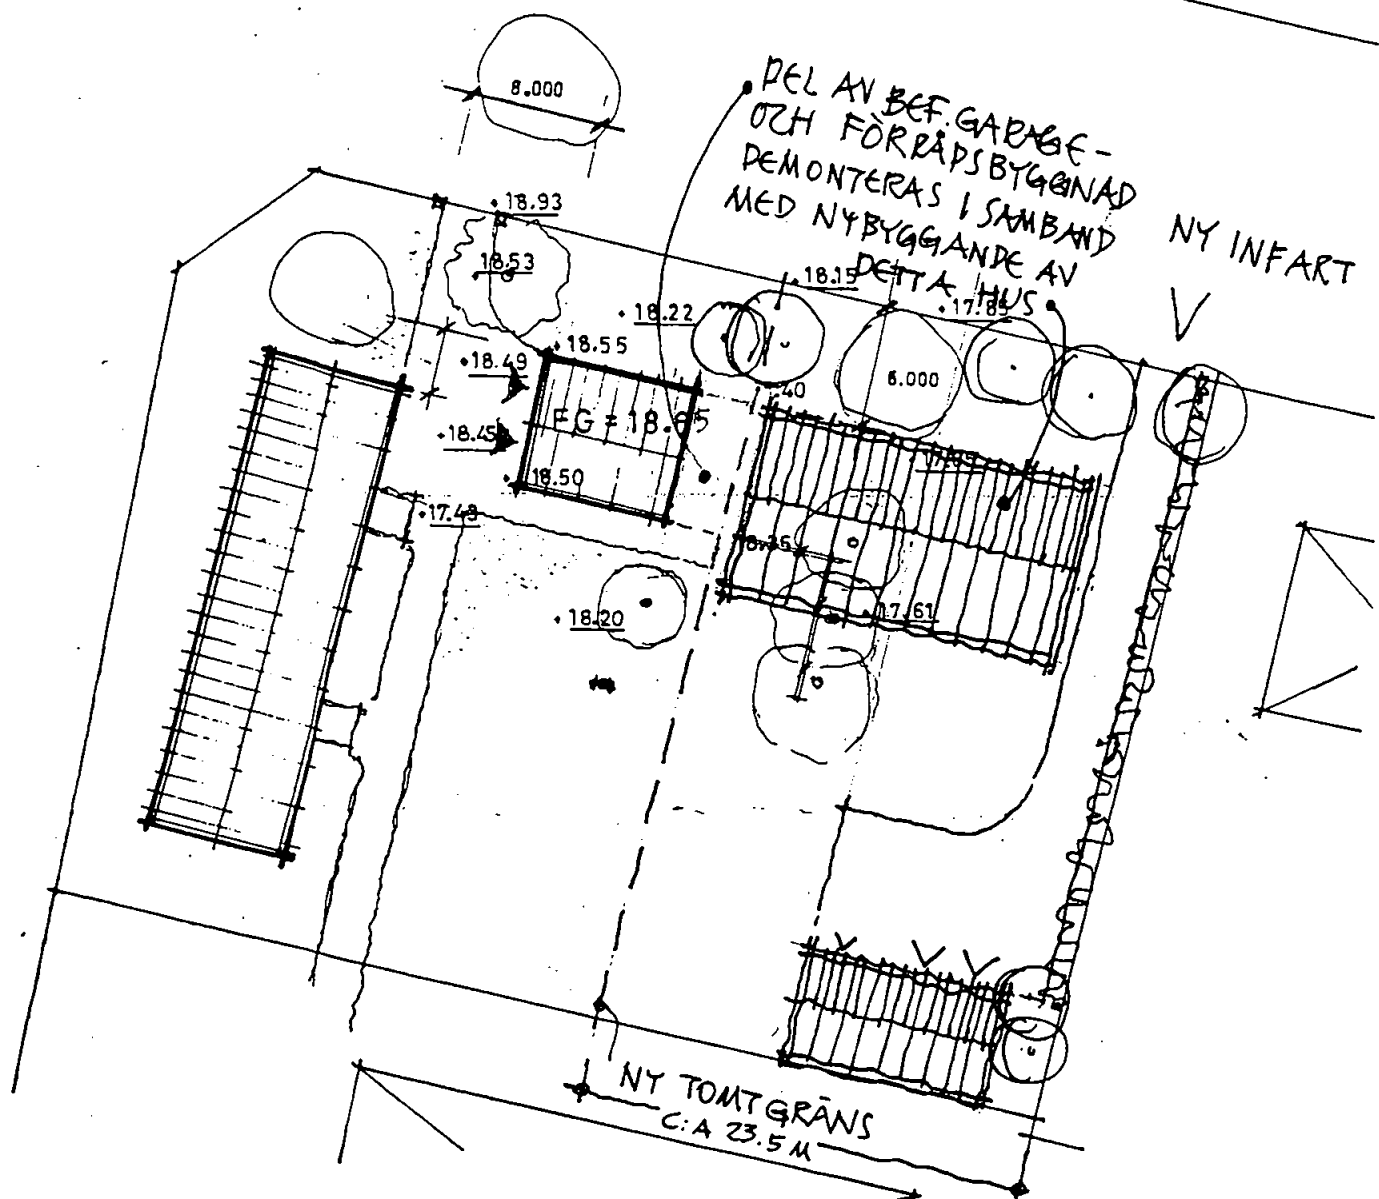 8.000
DEL AV BEF. GARAGE-
OCH FÖRRÅDSBYGGNAD
DEMONTERAS I SAMBAND
MED NYBYGGANDE AV
DETTA HUS
NY INFART
18.93
18.53
18.15
17.85
18.22
18.55
18.49
6.000
40
FG = 18.65
18.45
18.50
17.43
17.61
18.20
NY TOMTGRÄNS
C:A 23.5 M